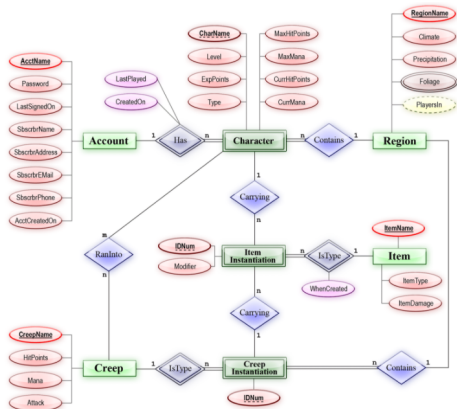 AcctName
Password
LastSignedOn
SbscrbrName
SbscrbrAddress
SbscrbrEMail
SbscrbrPhone
AcctCreatedOn
Account
1
LastPlayed
CreatedOn
Has
n
CharName
Level
ExpPoints
Type
MaxHitPoints
MaxMana
CurrHitPoints
CurrMana
Character
n
Contains
1
RegionName
Climate
Precipitation
Foliage
PlayersIn
Region
1
Carrying
n
m
RanInto
n
IDNum
Modifier
Item
Instantiation
n
IsType
1
WhenCreated
ItemName
Item
ItemType
ItemDamage
n
Carrying
1
CreepName
HitPoints
Mana
Attack
Creep
1
IsType
n
Creep
Instantiation
IDNum
n
Contains
1